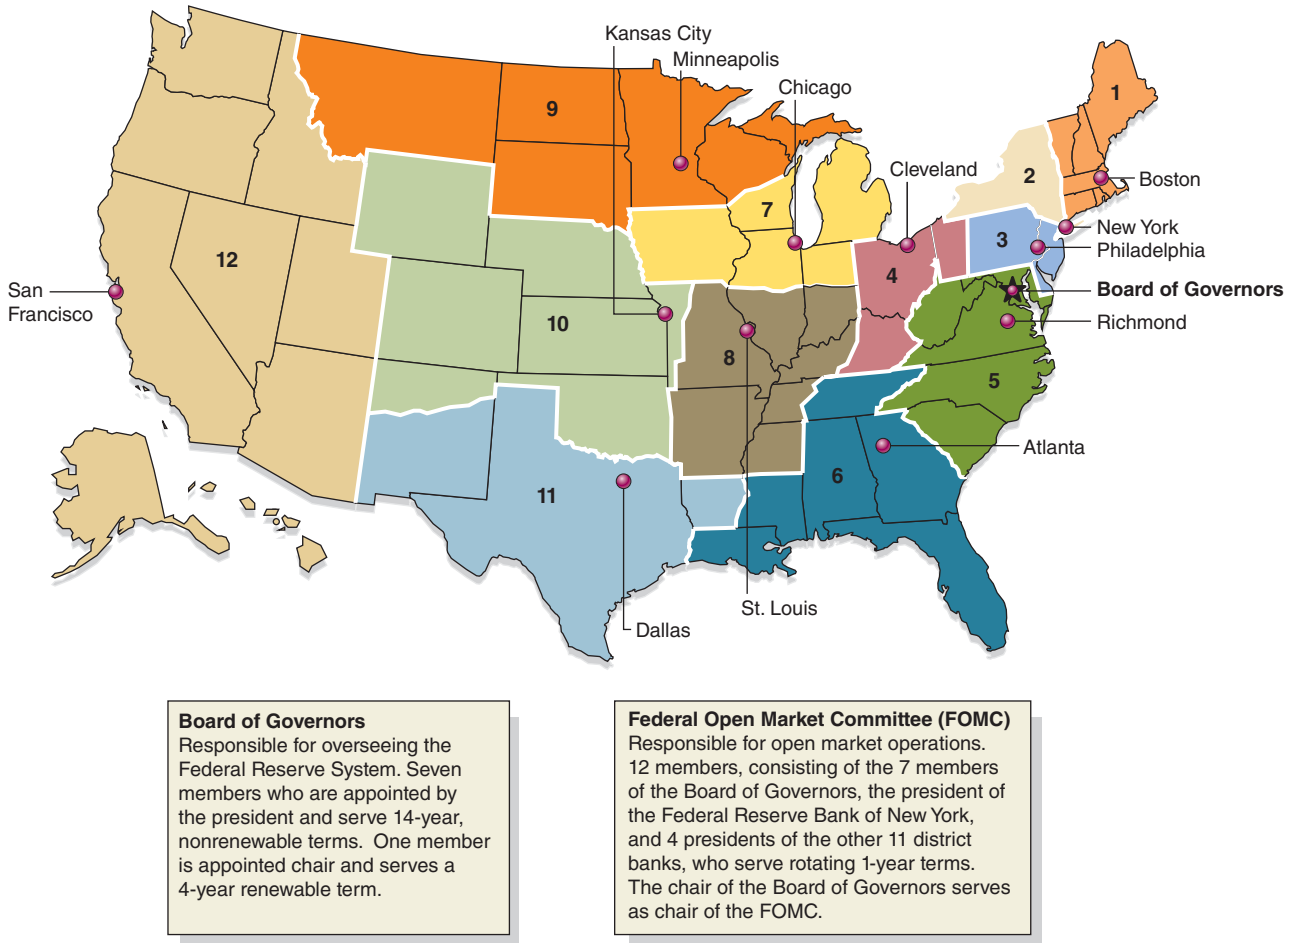 Kansas City
Minneapolis
Chicago
Cleveland
Boston
New York
Philadelphia
Board of Governors
Richmond
Atlanta
San
Francisco
St. Louis
Dallas
1
2
3
4
5
6
7
8
9
10
11
12
Board of Governors
Responsible for overseeing the
Federal Reserve System. Seven
members who are appointed by
the president and serve 14-year,
nonrenewable terms. One member
is appointed chair and serves a
4-year renewable term.
Federal Open Market Committee (FOMC)
Responsible for open market operations.
12 members, consisting of the 7 members
of the Board of Governors, the president of
the Federal Reserve Bank of New York,
and 4 presidents of the other 11 district
banks, who serve rotating 1-year terms.
The chair of the Board of Governors serves
as chair of the FOMC.